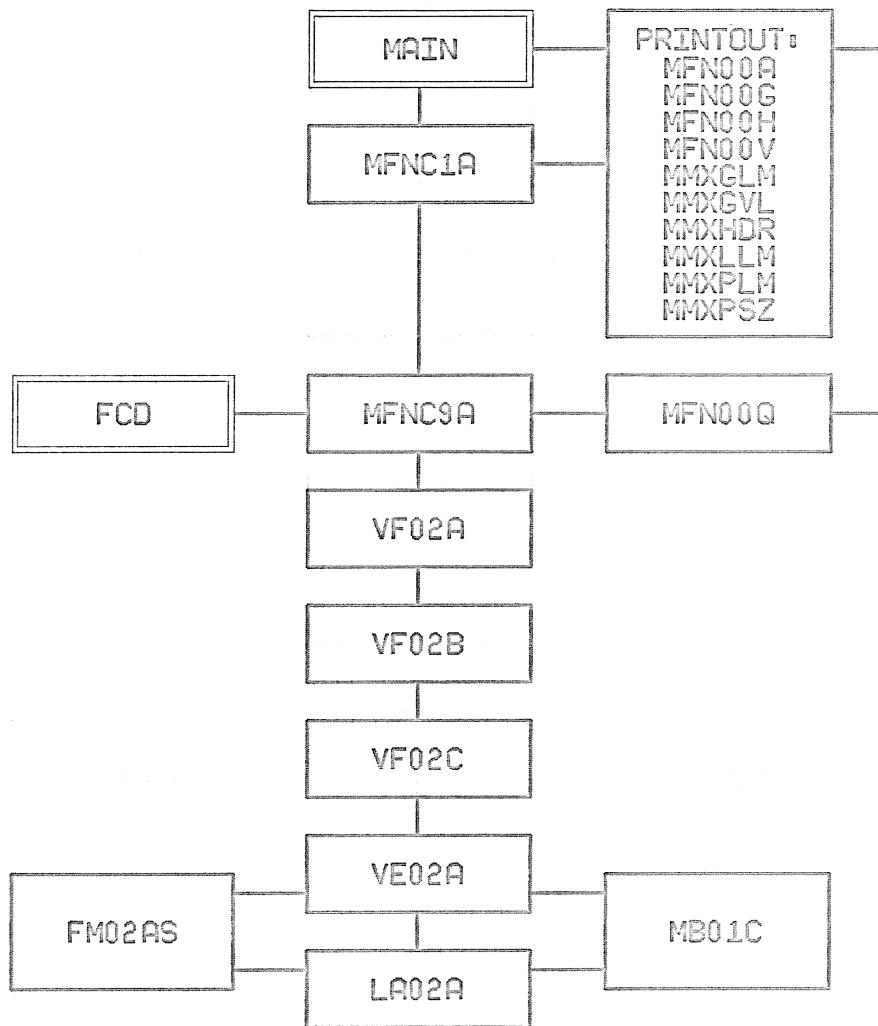 MAIN
PRINTOUT:
MFN00A
MFN00G
MFN00H
MFN00V
MMXGLM
MMXGVL
MMXHDR
MMXLLM
MMXPLM
MMXPSZ
MFNC1A
FCD
MFNC9A
MFN00Q
VF02A
VF02B
VF02C
VE02A
FM02AS
MB01C
LA02A